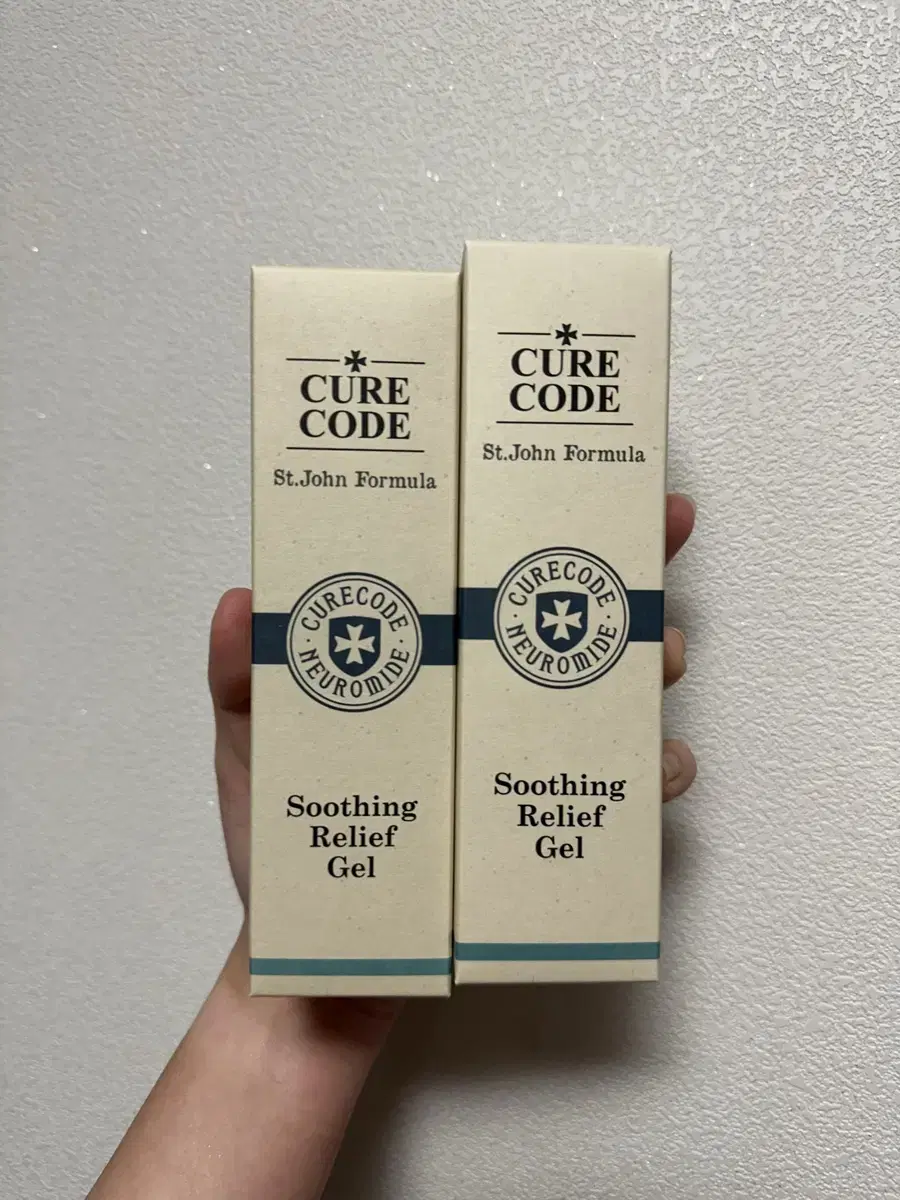 CURE
CODE
St.John Formula
CURECODE
NEUROMIDE
Soothing
Relief
Gel
CURE
CODE
St.John Formula
CURECODE
NEUROMIDE
Soothing
Relief
Gel